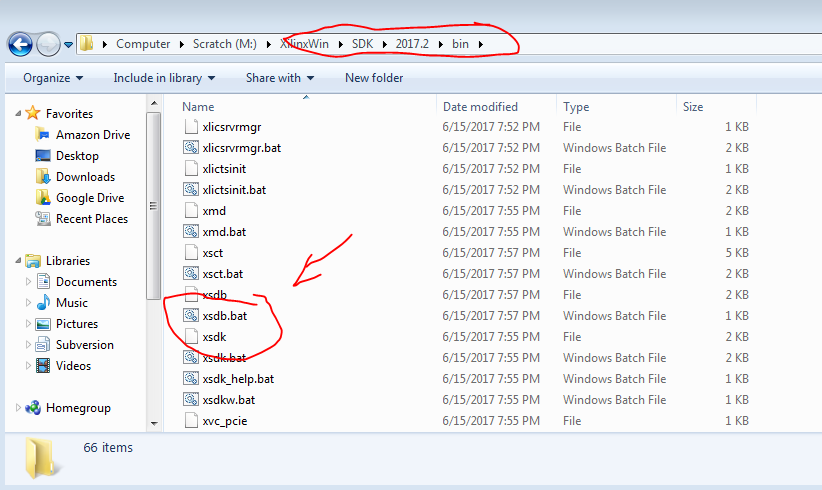 Computer Scratch (M:) XilinxWin SDK 2017.2 bin
Organize Include in library Share with New folder
Favorites
Amazon Drive
Desktop
Downloads
Google Drive
Recent Places
Libraries
Documents
Music
Pictures
Subversion
Videos
Homegroup
Name Date modified Type Size
xlicsrvrmgr 6/15/2017 7:52 PM File 1 KB
xlicsrvrmgr.bat 6/15/2017 7:52 PM Windows Batch File 2 KB
xlictsinit 6/15/2017 7:52 PM File 1 KB
xlictsinit.bat 6/15/2017 7:52 PM Windows Batch File 2 KB
xmd 6/15/2017 7:55 PM File 2 KB
xmd.bat 6/15/2017 7:55 PM Windows Batch File 2 KB
xsct 6/15/2017 7:57 PM File 5 KB
xsct.bat 6/15/2017 7:57 PM Windows Batch File 2 KB
xsdb 6/15/2017 7:57 PM File 2 KB
xsdb.bat 6/15/2017 7:57 PM Windows Batch File 1 KB
xsdk 6/15/2017 7:55 PM File 2 KB
xsdk.bat 6/15/2017 7:55 PM Windows Batch File 2 KB
xsdk_help.bat 6/15/2017 7:55 PM Windows Batch File 1 KB
xsdkw.bat 6/15/2017 7:55 PM Windows Batch File 1 KB
xvc_pcie 6/15/2017 7:55 PM File 1 KB
66 items